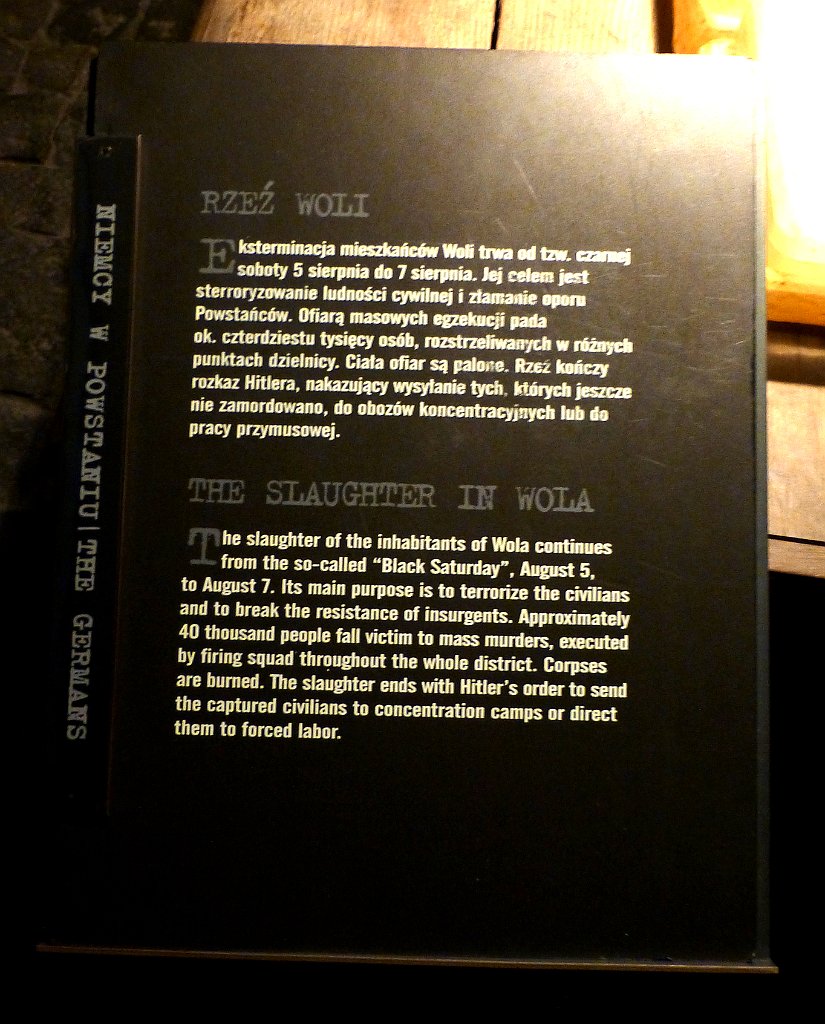 NIEMCY W POWSTANIU | THE GERMANS
RZEŹ WOLI
Eksterminacja mieszkańców Woli trwa od tzw. czarnej
soboty 5 sierpnia do 7 sierpnia. Jej celem jest
sterroryzowanie ludności cywilnej i złamanie oporu
Powstańców. Ofiarą masowych egzekucji pada
ok. czterdziestu tysięcy osób, rozstrzeliwanych w różnych
punktach dzielnicy. Ciała ofiar są palone. Rzeź kończy
rozkaz Hitlera, nakazujący wysyłanie tych, których jeszcze
nie zamordowano, do obozów koncentracyjnych lub do
pracy przymusowej.
THE SLAUGHTER IN WOLA
The slaughter of the inhabitants of Wola continues
from the so-called “Black Saturday”, August 5,
to August 7. Its main purpose is to terrorize the civilians
and to break the resistance of insurgents. Approximately
40 thousand people fall victim to mass murders, executed
by firing squad throughout the whole district. Corpses
are burned. The slaughter ends with Hitler’s order to send
the captured civilians to concentration camps or direct
them to forced labor.